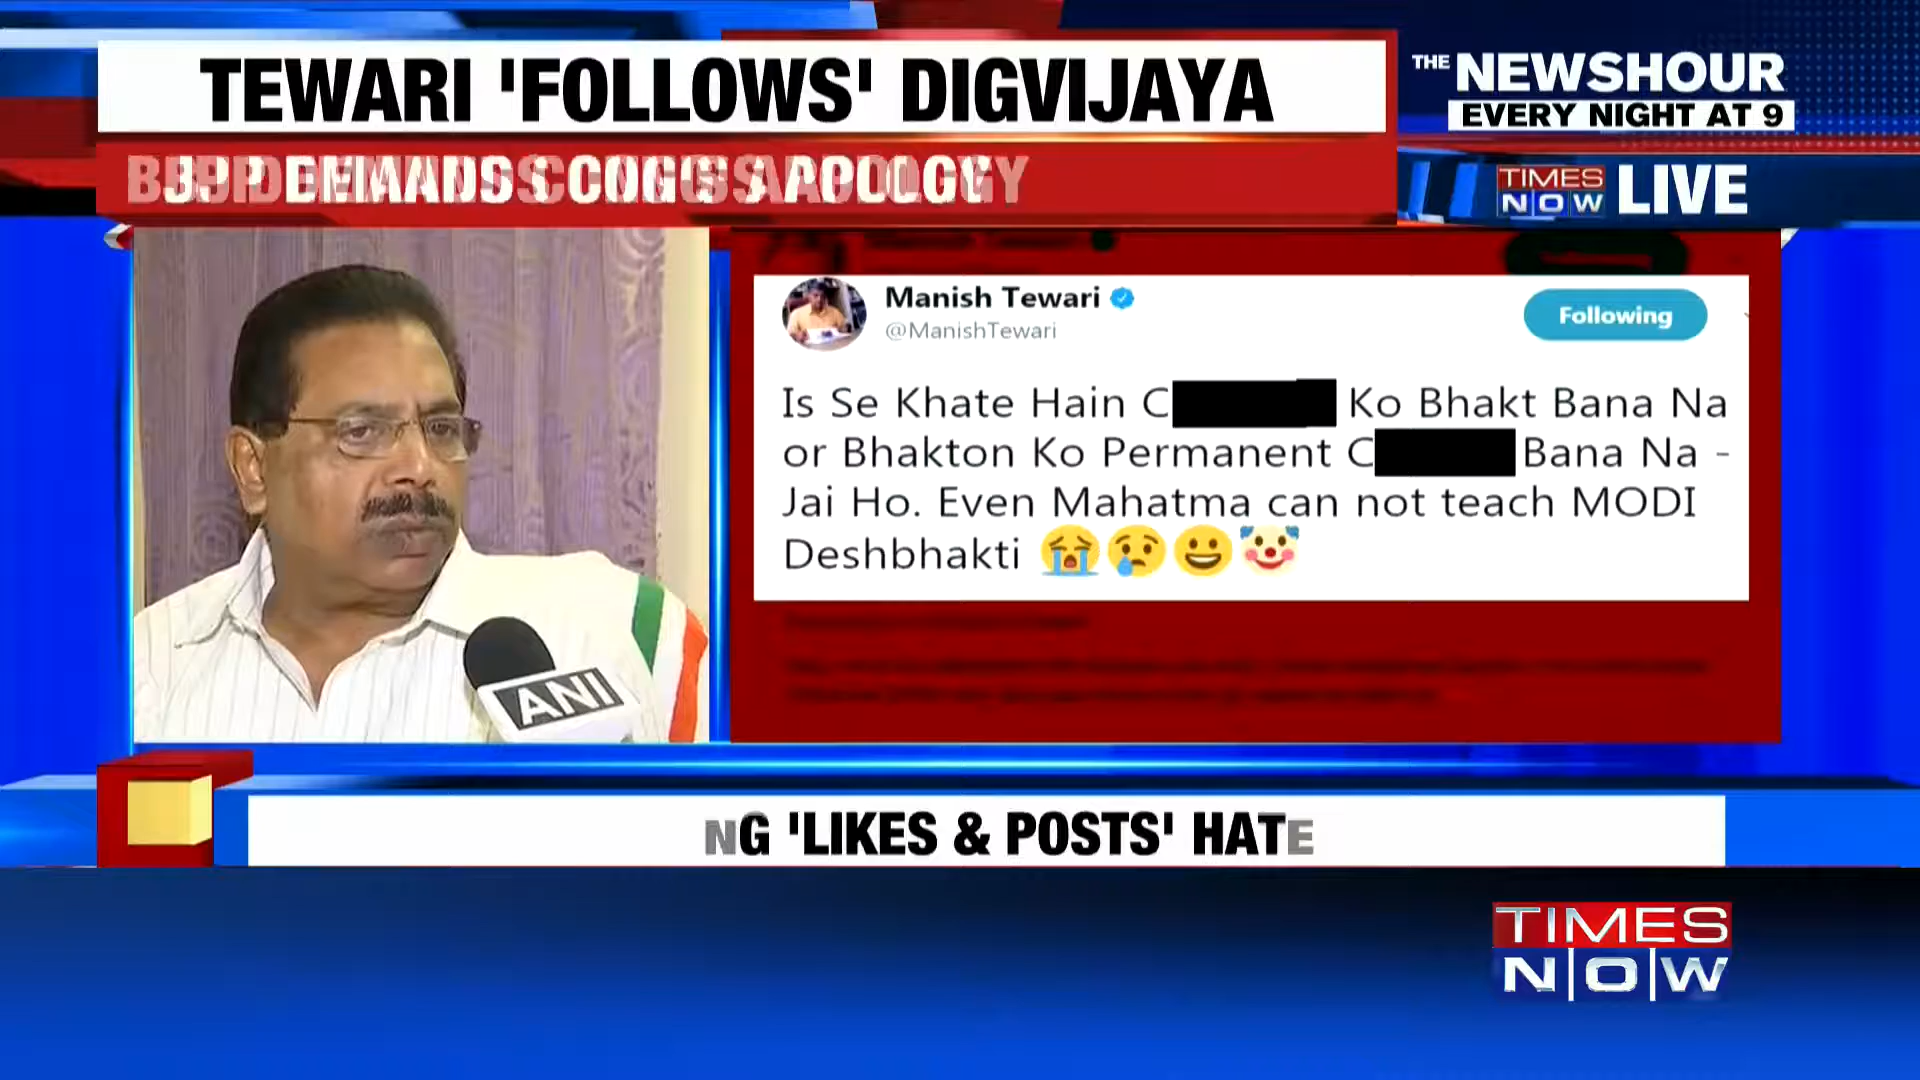 TEWARI 'FOLLOWS' DIGVIJAYA
THE NEWSHOUR
EVERY NIGHT AT 9
TIMES NOW LIVE
Manish Tewari
@ManishTewari
Following
Is Se Khate Hain C Ko Bhakt Bana Na
or Bhakton Ko Permanent C Bana Na -
Jai Ho. Even Mahatma can not teach MODI
Deshbhakti 😭😢😀🤡
ANI
NG 'LIKES & POSTS' HATE
TIMES
NOW